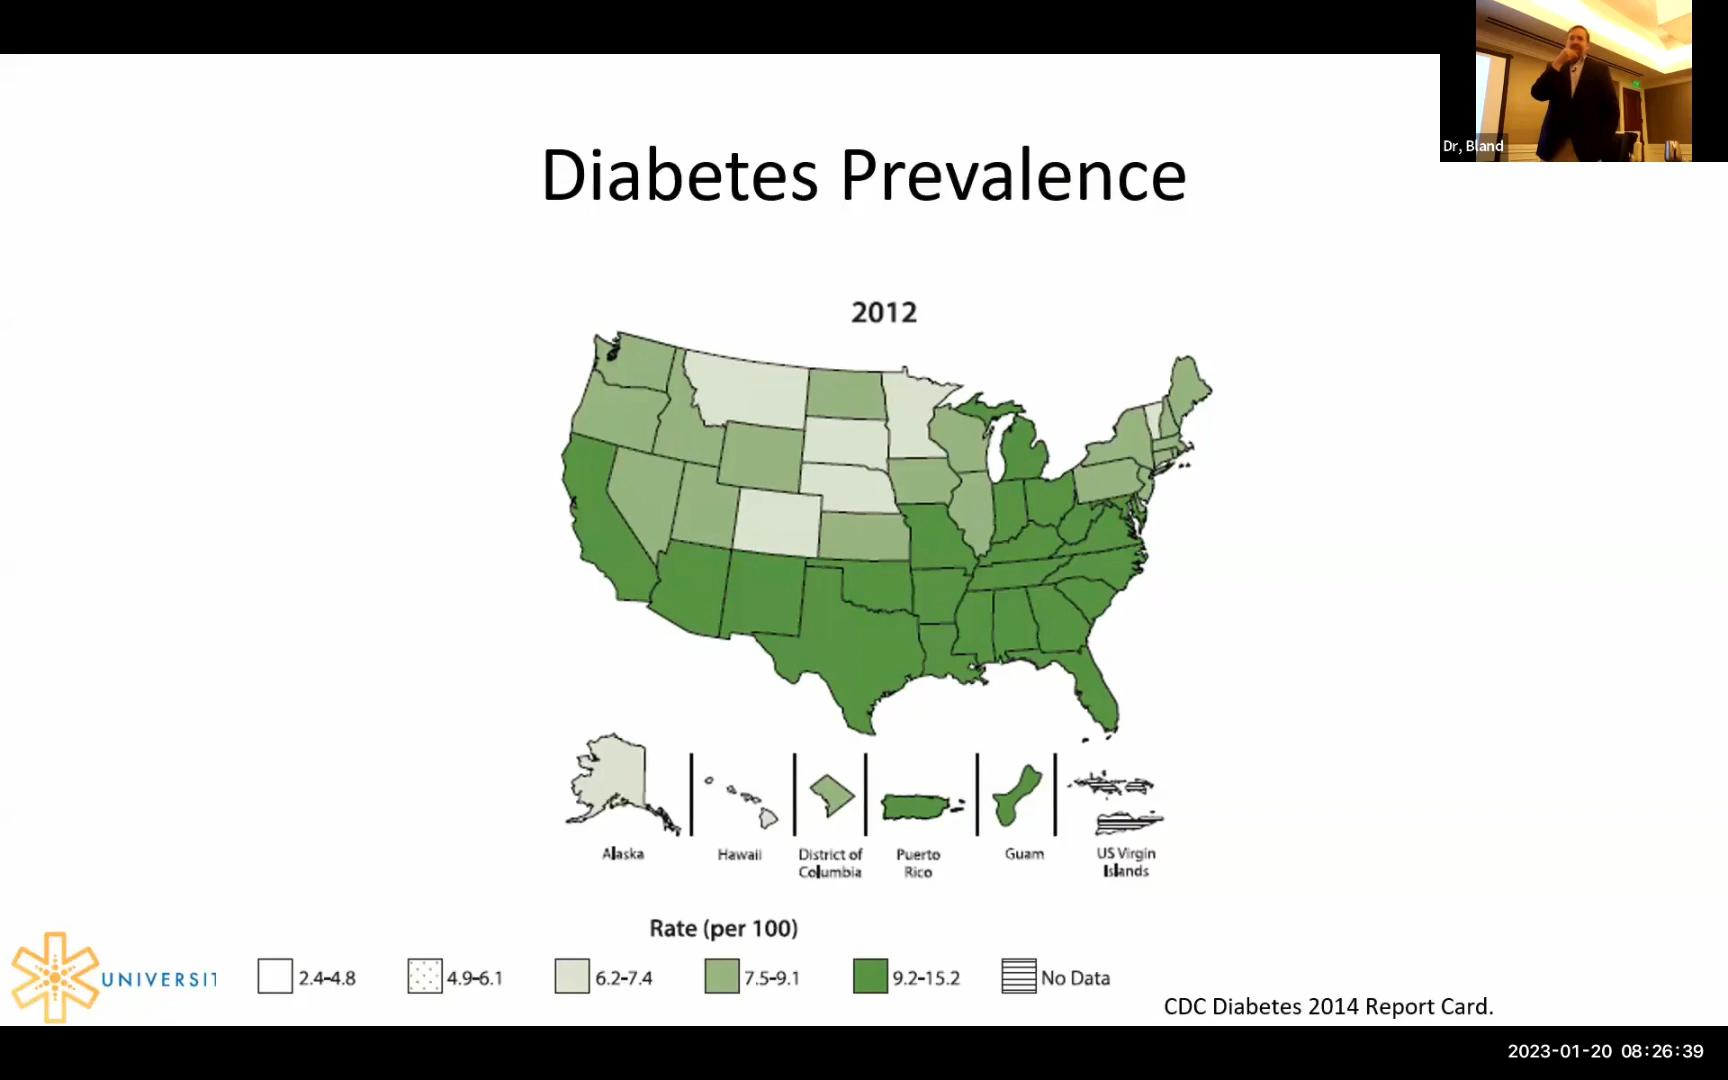 Dr, Bland
Diabetes Prevalence
2012
Alaska
Hawaii
District of
Columbia
Puerto
Rico
Guam
US Virgin
Islands
Rate (per 100)
UNIVERSIT
2.4-4.8
4.9-6.1
6.2-7.4
7.5-9.1
9.2-15.2
No Data
CDC Diabetes 2014 Report Card.
2023-01-20 08:26:39